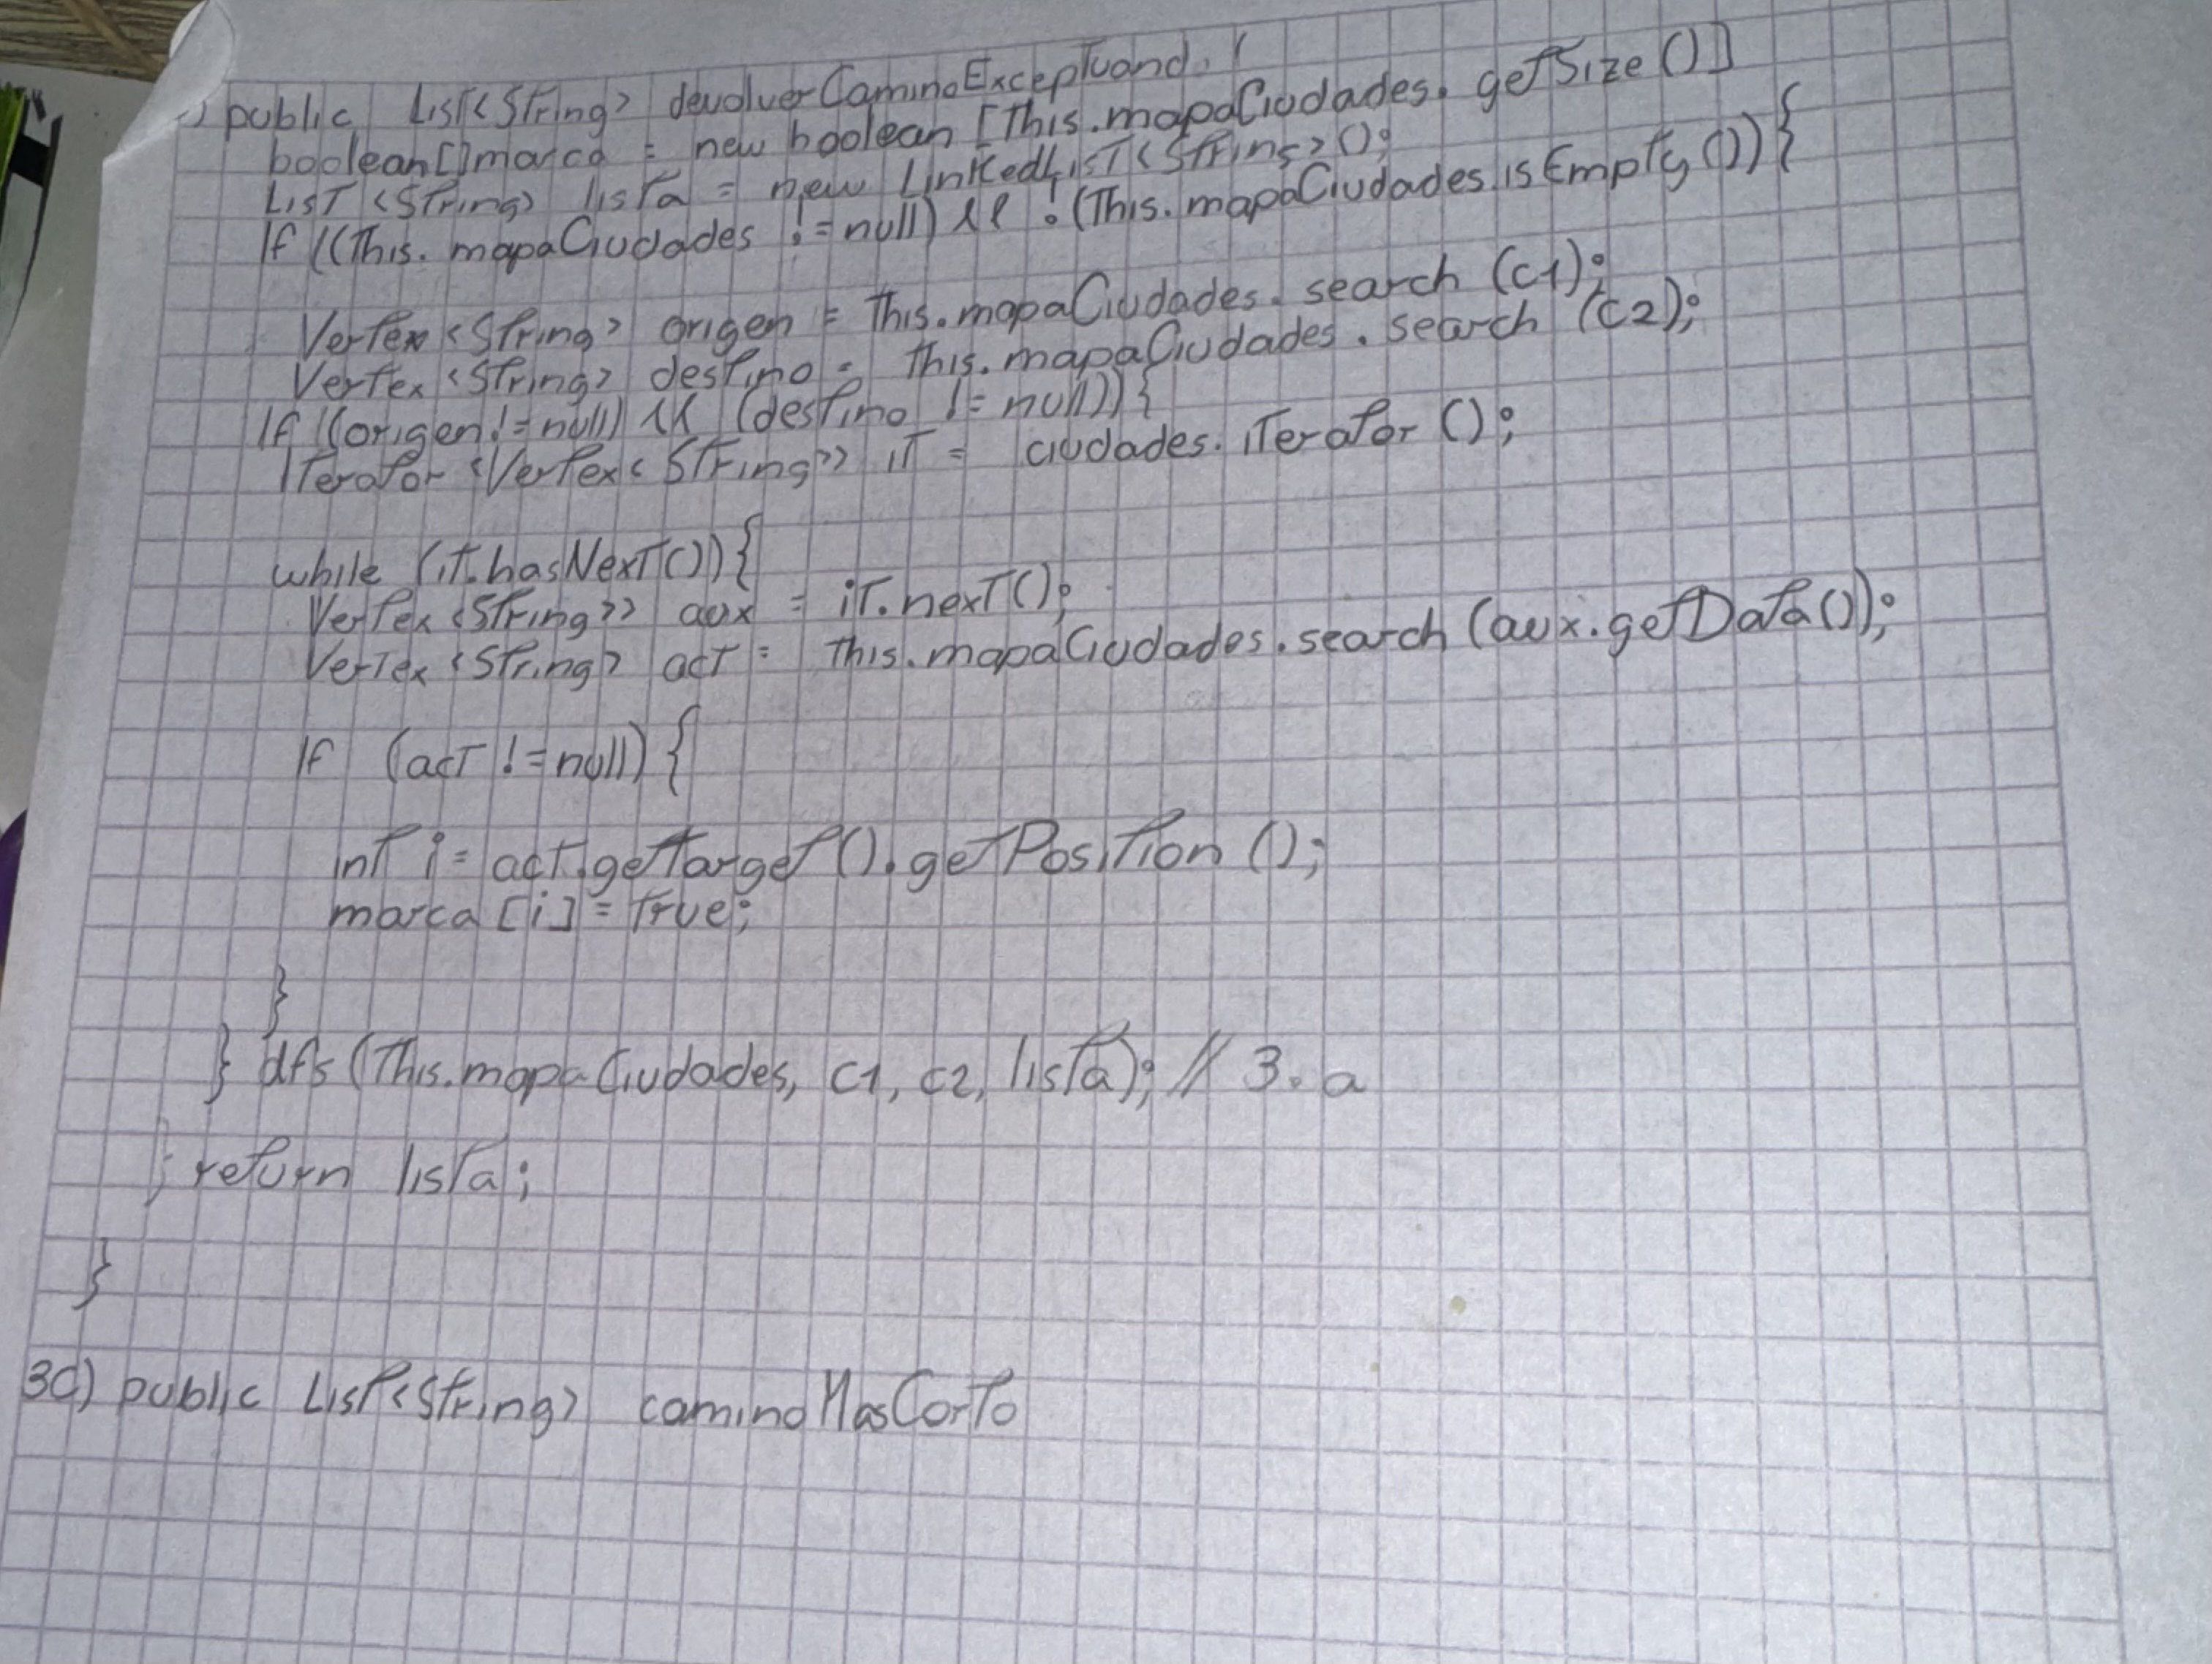 ) public List<String> devolverCaminoExceptuand. (
boolean[] marca = new boolean [This.mapaCiudades. getSize ()]
List <String> lista = new LinkedList<String>();
If ((This. mapaCiudades != null) && !(This. mapaCiudades.isEmpty ()) {
Vertex <String> origen = This.mapaCiudades. search (c1);
Vertex <String> destino = This.mapaCiudades. search (c2);
If ((origen != null) && (destino != null)) {
Iterator <Vertex< String>> iT = ciudades. iTerator ();
while (iT.hasNext()) {
Vertex <String>> aux = iT.next();
Vertex <String> act = This.mapaCiudades.search (aux.getData());
If (act != null) {
int i = act.getTarget().getPosition ();
marca [i] = True;
}
} dfs (This.mapaCiudades, c1, c2, lista); // 3. a
} return lista;
}
3C) public List<String> caminoMasCorto